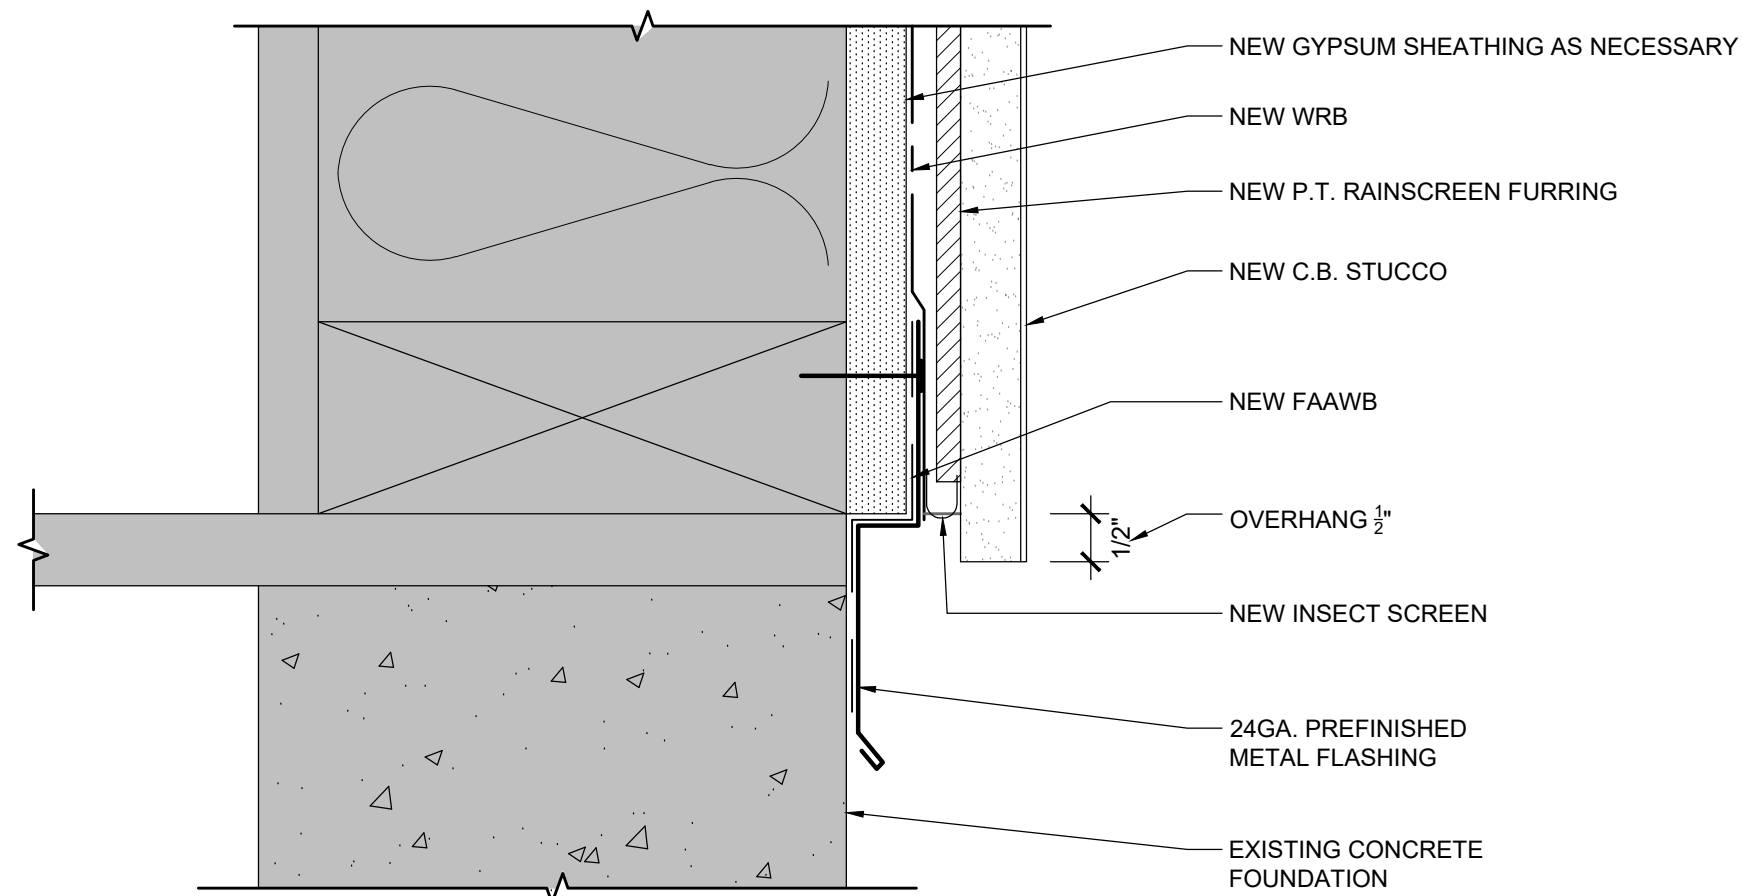 NEW GYPSUM SHEATHING AS NECESSARY
NEW WRB
NEW P.T. RAINSCREEN FURRING
NEW C.B. STUCCO
NEW FAAWB
OVERHANG ½"
1/2"
NEW INSECT SCREEN
24GA. PREFINISHED
METAL FLASHING
EXISTING CONCRETE
FOUNDATION